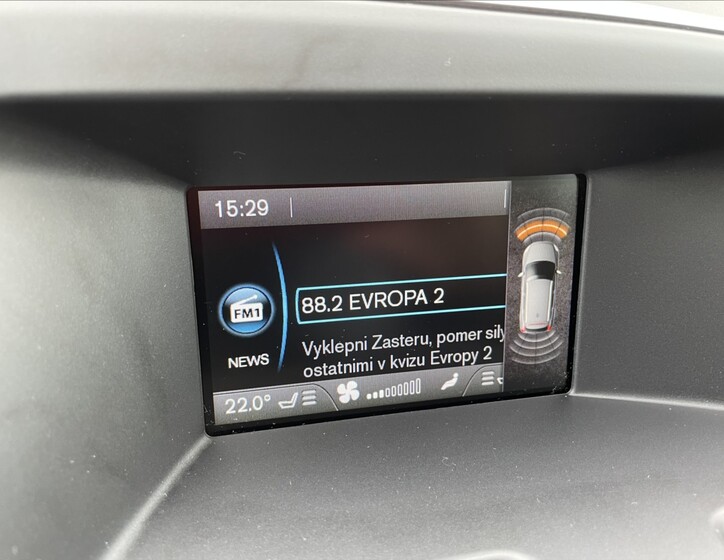 15:29
88.2 EVROPA 2
FM1
NEWS
Vyklepni Zasteru, pomer sily
ostatnimi v kvizu Evropy 2
22.0°